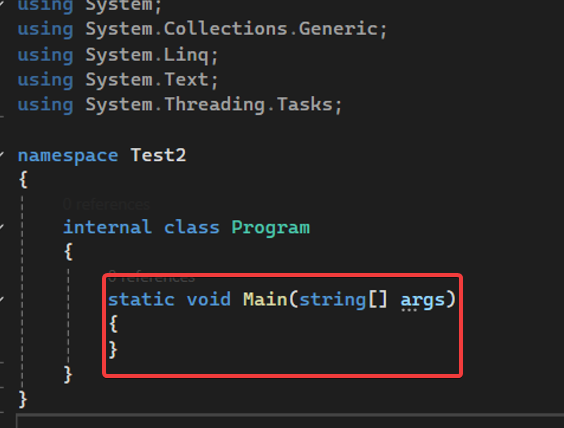 using System;
using System.Collections.Generic;
using System.Linq;
using System.Text;
using System.Threading.Tasks;
namespace Test2
{
0 references
internal class Program
{
0 references
static void Main(string[] args)
{
}
}
}